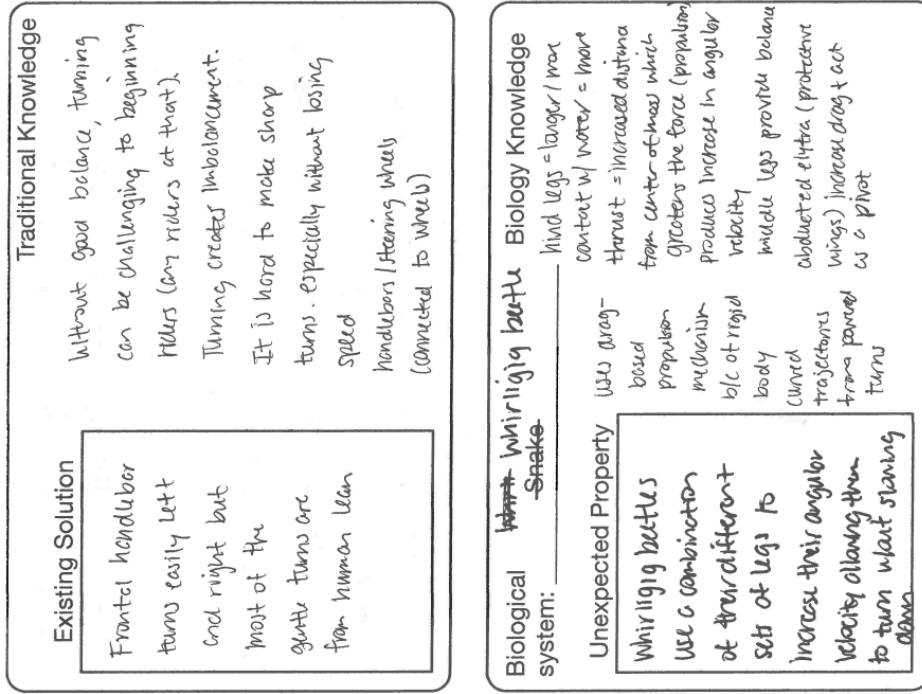 Existing Solution
Frontal handlebar
turns easily left
and right but
most of the
gentle turns are
from human lean
Traditional Knowledge
Without good balance, turning
can be challenging to beginning
riders (any riders at that).
Turning creates imbalancement.
It is hard to make sharp
turns. especially without losing
speed
handlebars / steering wheels
(connected to wheels)
Biological system: Whirligig beetle
Snake
Unexpected Property
Whirligig beetles
use a combination
of their different
sets of legs to
increase their angular
velocity allowing them
to turn w/out slowing
down
uses drag-
based
propulsion
mechanism
b/c of rigid
body
curved
trajectories
powered
turns
Biology Knowledge
hind legs = longer / more
contact w/ water = more
thrust = increased distance
from center of mass which
greatens the force (propulsion)
produces increase in angular
velocity
middle legs provide balance
abducted elytra (protective
wings) increase drag + act
as a pivot